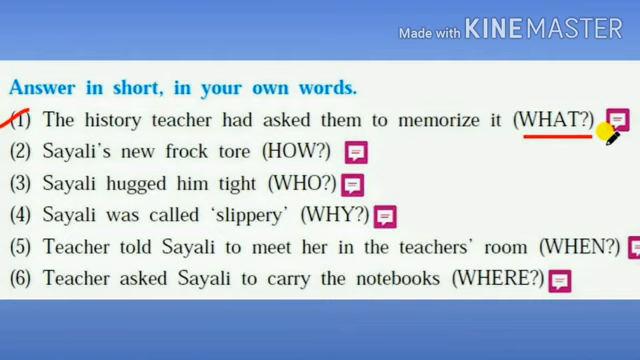 Made with KINEMASTER
Answer in short, in your own words.
(1) The history teacher had asked them to memorize it (WHAT?)
(2) Sayali's new frock tore (HOW?)
(3) Sayali hugged him tight (WHO?)
(4) Sayali was called 'slippery' (WHY?)
(5) Teacher told Sayali to meet her in the teachers' room (WHEN?)
(6) Teacher asked Sayali to carry the notebooks (WHERE?)